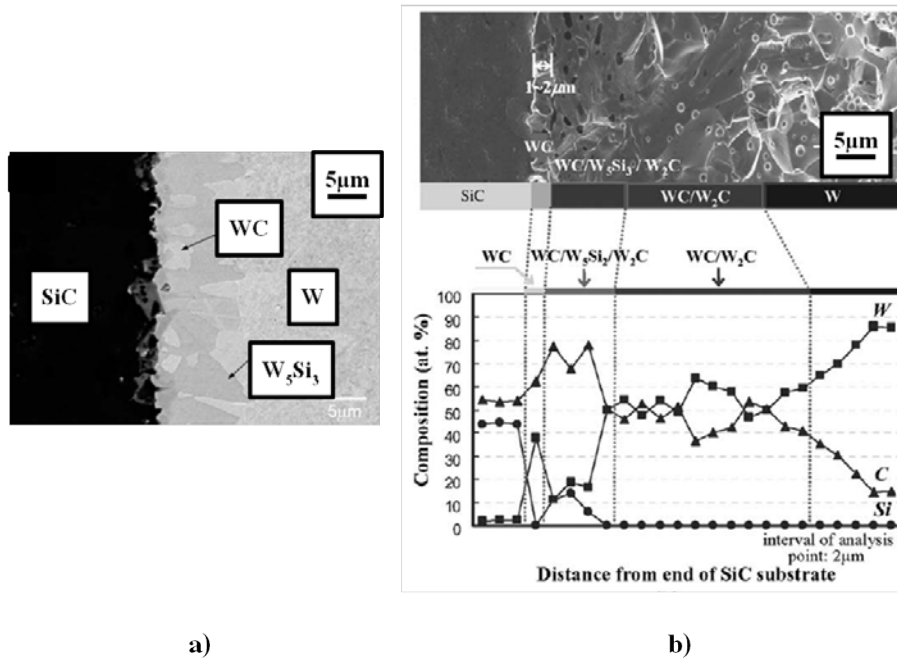 5μm
WC
SiC
W
W₅Si₃
5μm
a)
1~2μm
5μm
WC
WC/W₅Si₃/W₂C
SiC
WC/W₂C
W
WC
WC/W₅Si₂/W₂C
WC/W₂C
100
90
80
70
60
50
40
30
20
10
0
Composition (at. %)
W
C
Si
interval of analysis
point: 2μm
Distance from end of SiC substrate
b)